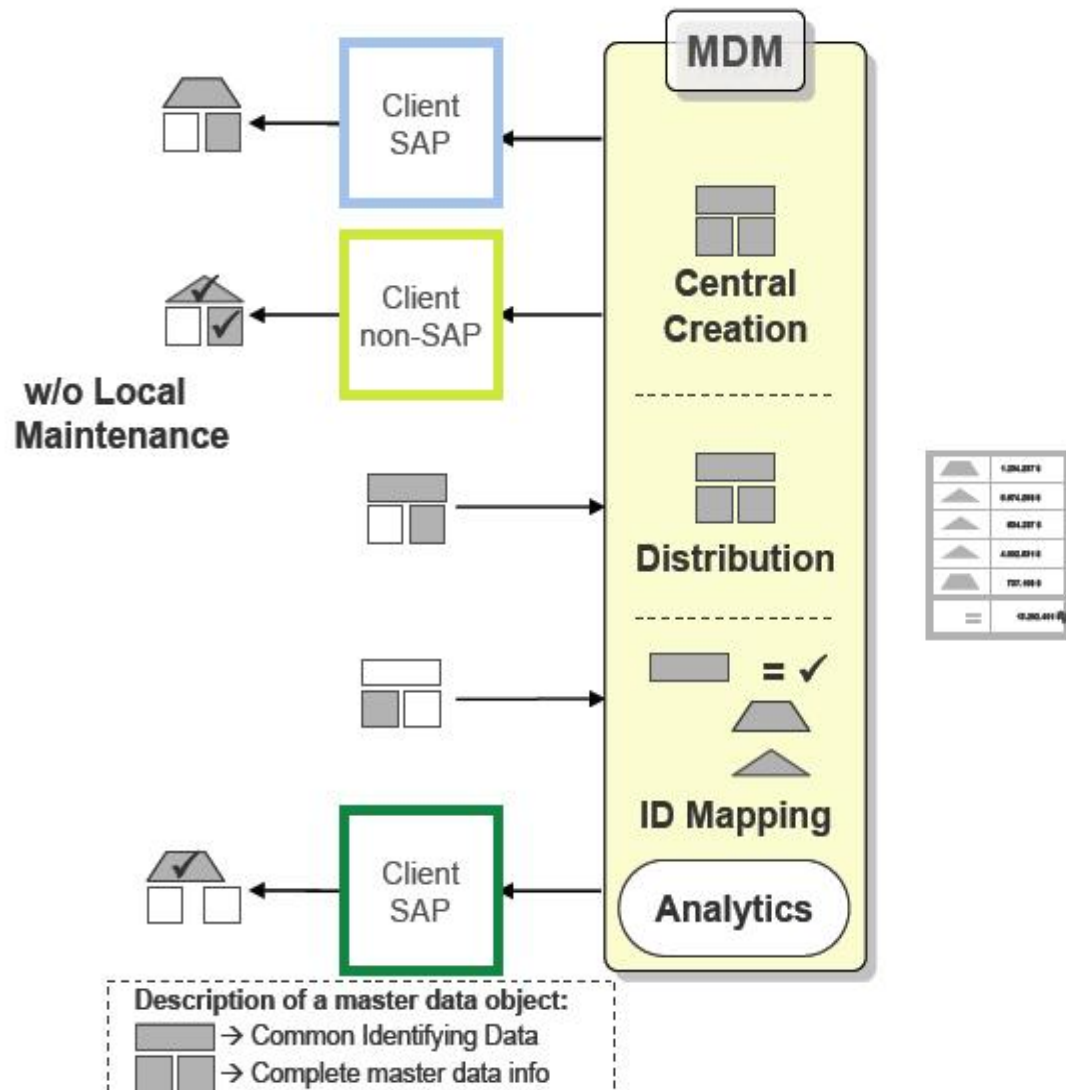 MDM
Client
SAP
Central
Creation
Client
non-SAP
w/o Local
Maintenance
Distribution
= ✓
ID Mapping
Client
SAP
Analytics
Description of a master data object:
→ Common Identifying Data
→ Complete master data info